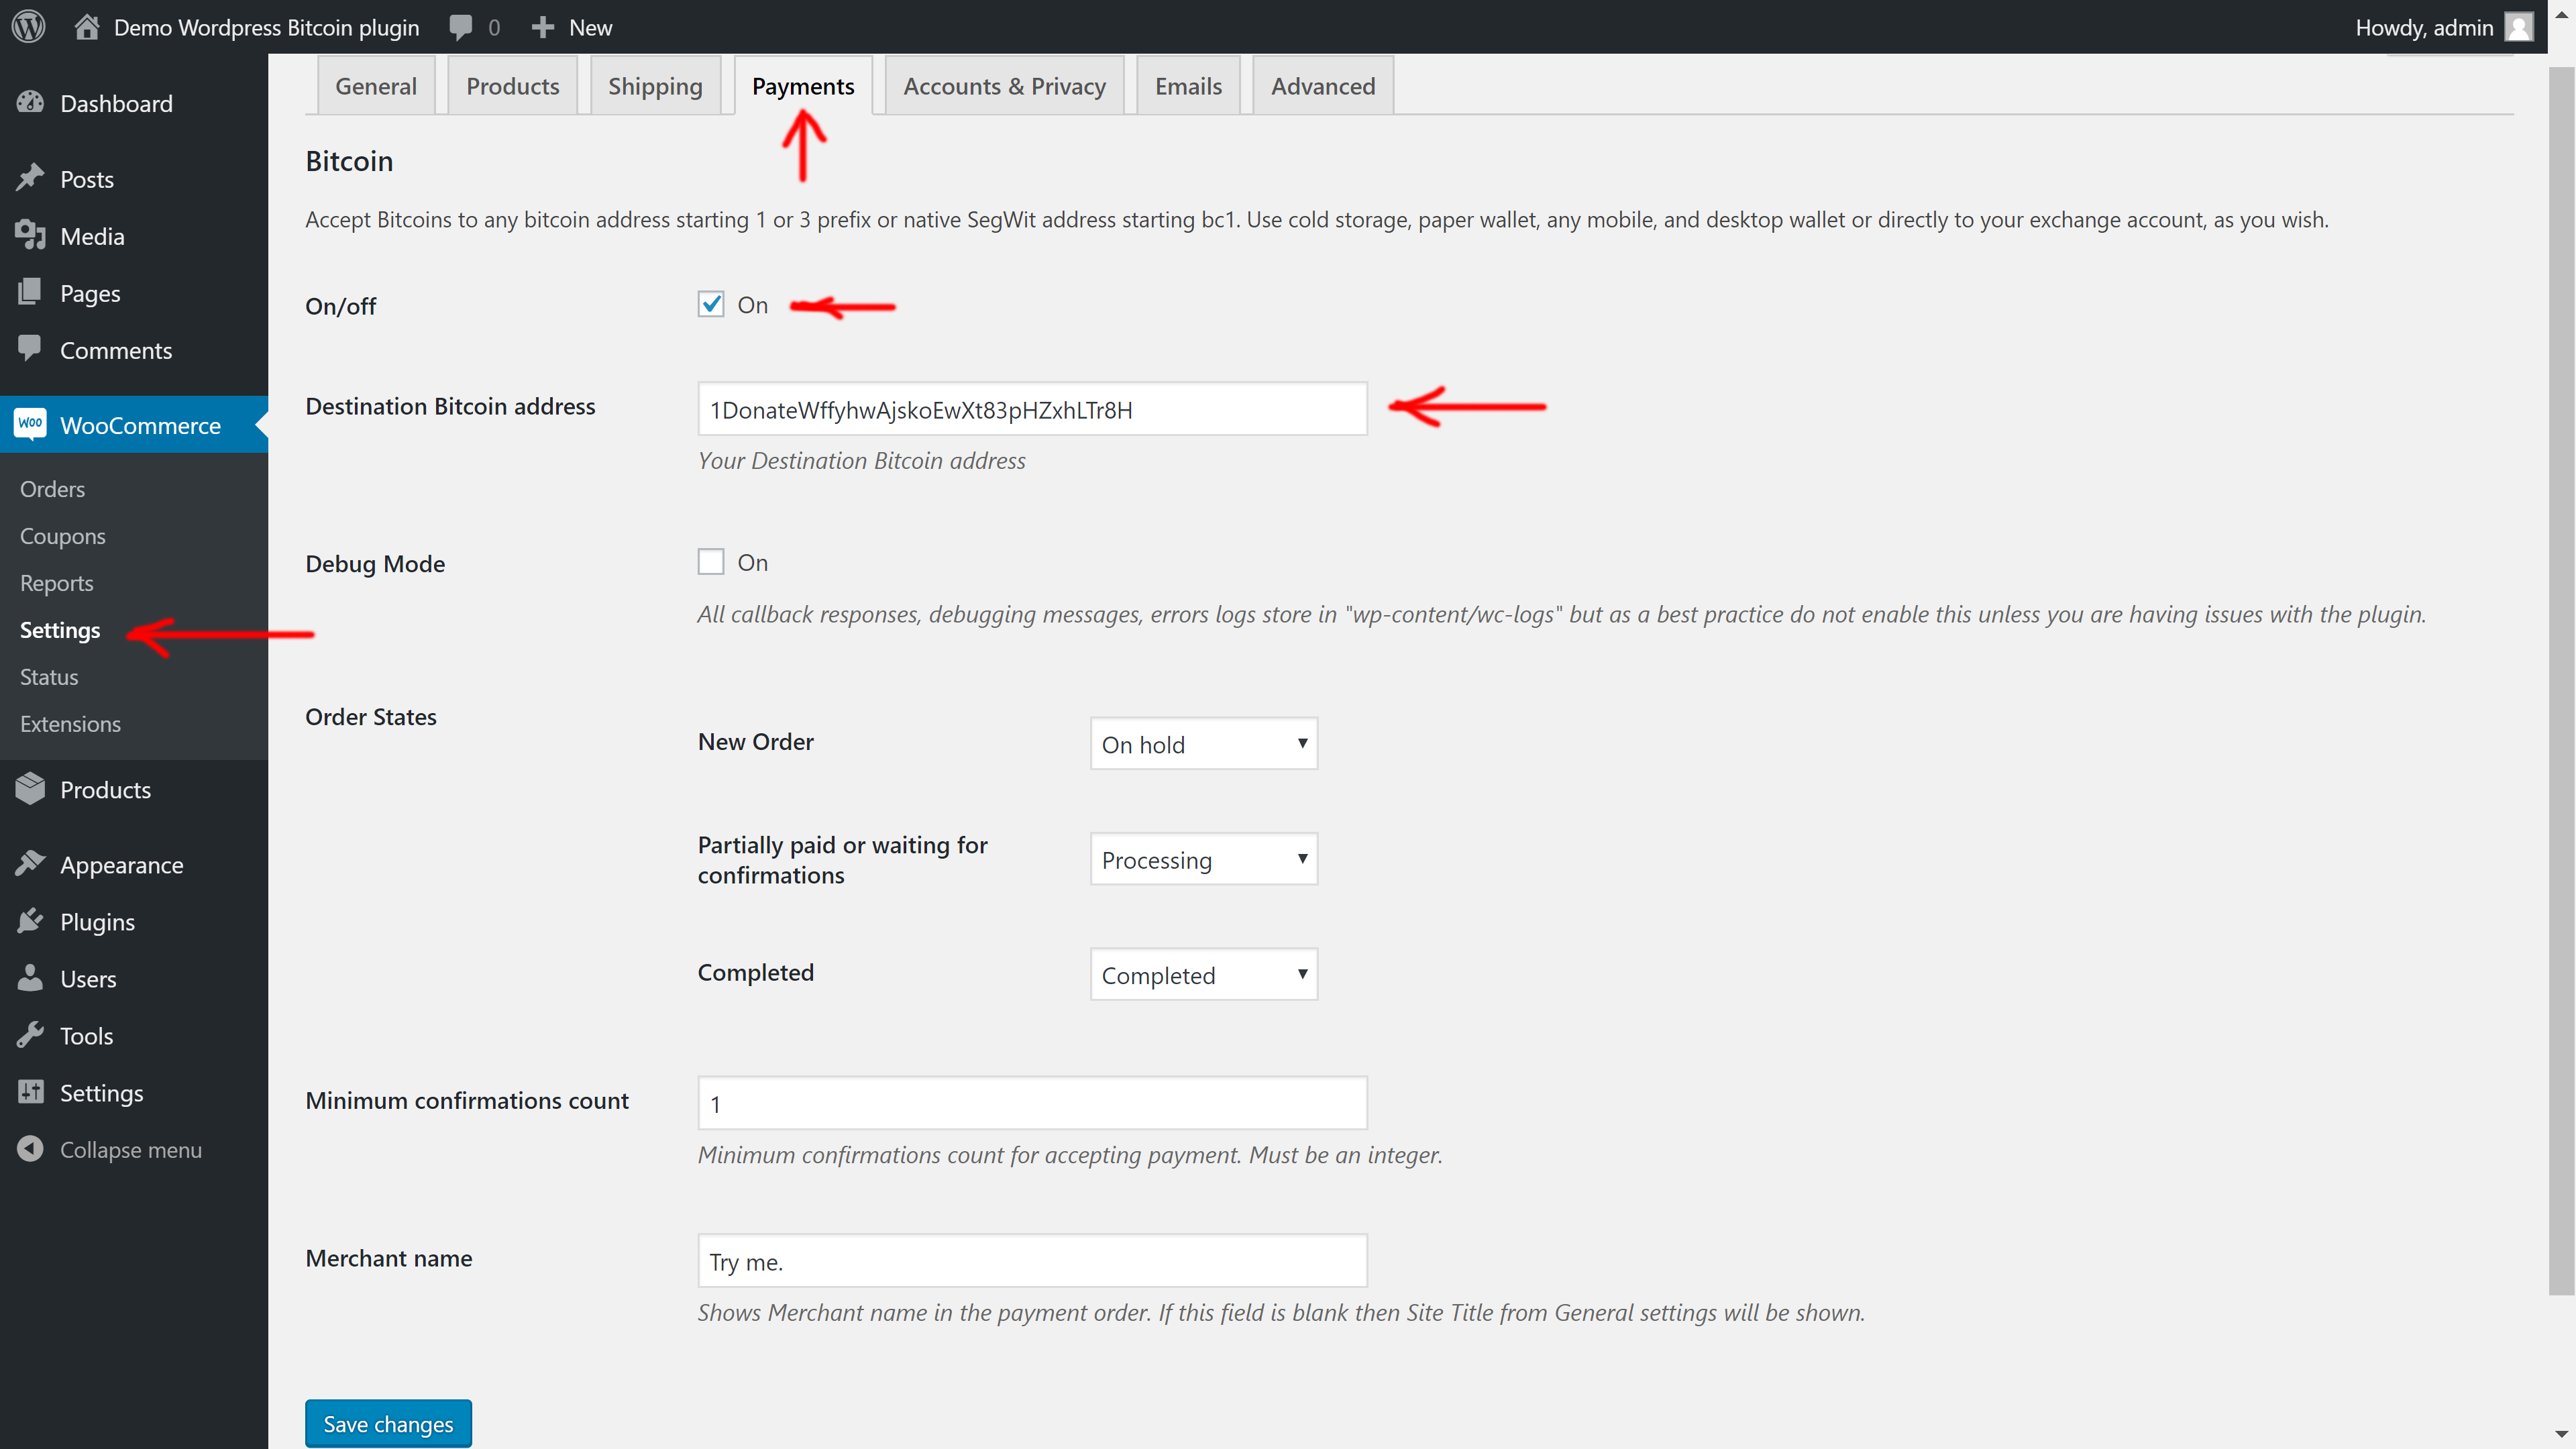 Demo Wordpress Bitcoin plugin 0 New Howdy, admin
General Products Shipping Payments Accounts & Privacy Emails Advanced
Dashboard
Posts
Media
Pages
Comments
WOO WooCommerce
Orders
Coupons
Reports
Settings
Status
Extensions
Products
Appearance
Plugins
Users
Tools
Settings
Collapse menu
Bitcoin
Accept Bitcoins to any bitcoin address starting 1 or 3 prefix or native SegWit address starting bc1. Use cold storage, paper wallet, any mobile, and desktop wallet or directly to your exchange account, as you wish.
On/off On
Destination Bitcoin address 1DonateWffyhwAjskoEwXt83pHZxhLTr8H
Your Destination Bitcoin address
Debug Mode On
All callback responses, debugging messages, errors logs store in "wp-content/wc-logs" but as a best practice do not enable this unless you are having issues with the plugin.
Order States
New Order On hold
Partially paid or waiting for
confirmations
Processing
Completed Completed
Minimum confirmations count 1
Minimum confirmations count for accepting payment. Must be an integer.
Merchant name Try me.
Shows Merchant name in the payment order. If this field is blank then Site Title from General settings will be shown.
Save changes